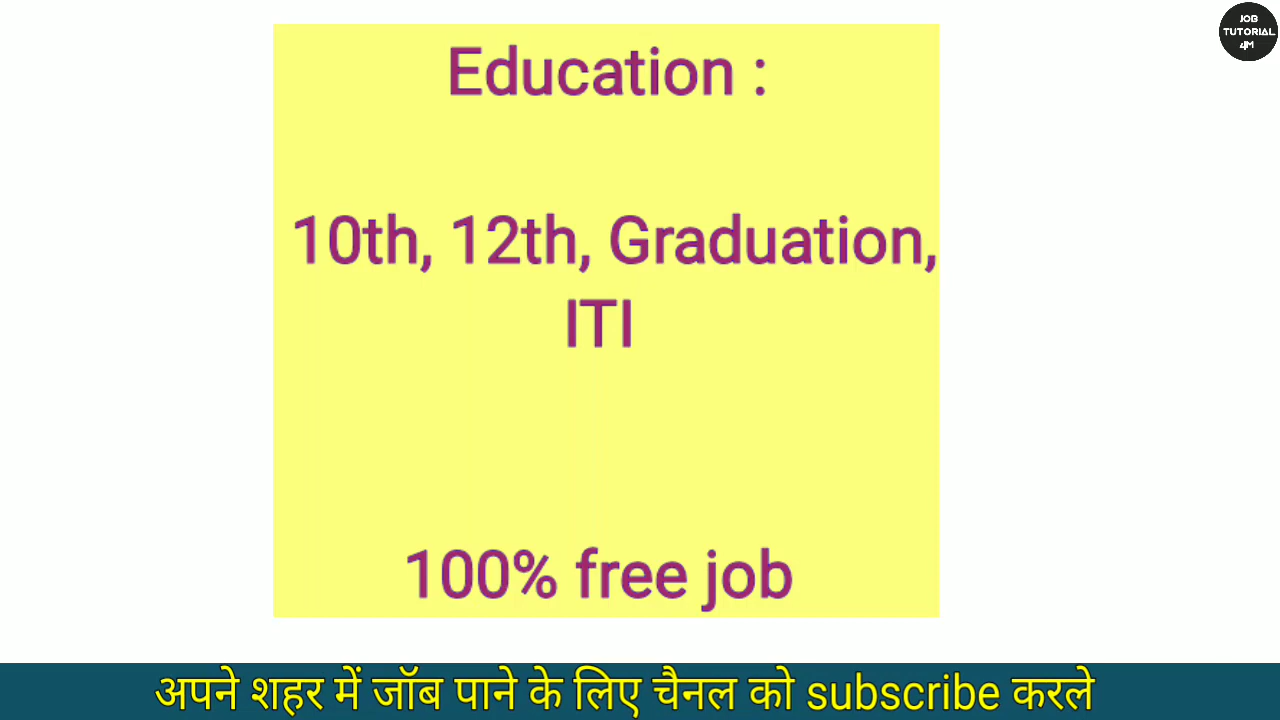 JOB
TUTORIAL
4M
Education :
10th, 12th, Graduation,
ITI
100% free job
अपने शहर में जॉब पाने के लिए चैनल को subscribe करले